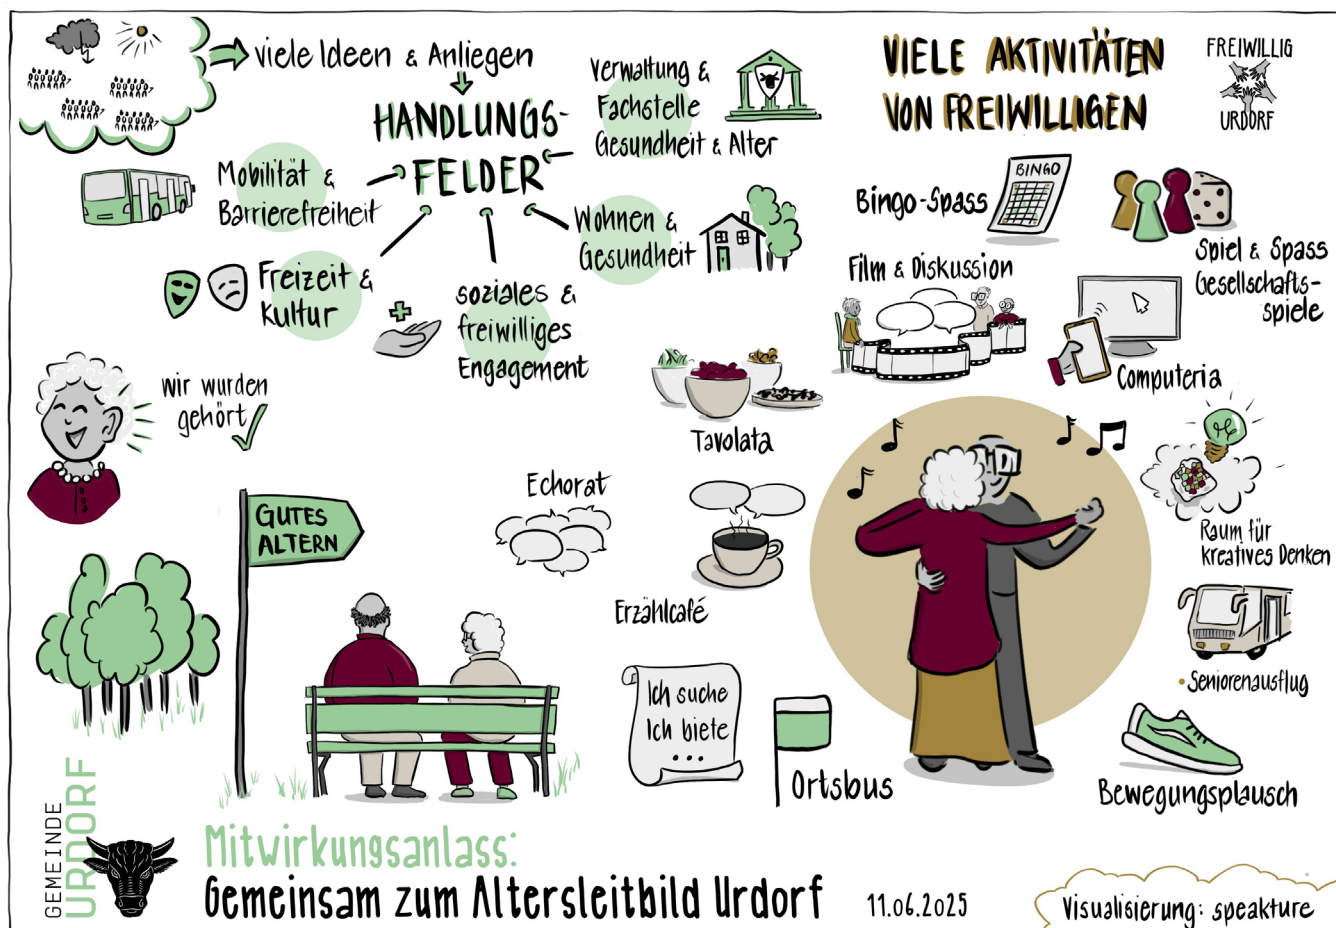 viele Ideen & Anliegen
HANDLUNGS-
FELDER
Verwaltung &
Fachstelle
Gesundheit & Alter
Mobilität &
Barrierefreiheit
Wohnen &
Gesundheit
Freizeit &
Kultur
soziales &
freiwilliges
Engagement
wir wurden
gehört
GUTES
ALTERN
VIELE AKTIVITÄTEN
VON FREIWILLIGEN
FREIWILLIG
URDORF
Bingo-Spass
BINGO
Spiel & Spass
Gesellschafts-
spiele
Film & Diskussion
Computeria
Tavolata
Echorat
Erzählcafé
Raum für
kreatives Denken
Seniorenausflug
Ich suche
Ich biete
...
Ortsbus
Bewegungsplausch
GEMEINDE
URDORF
Mitwirkungsanlass:
Gemeinsam zum Altersleitbild Urdorf
11.06.2025
Visualisierung: speakture